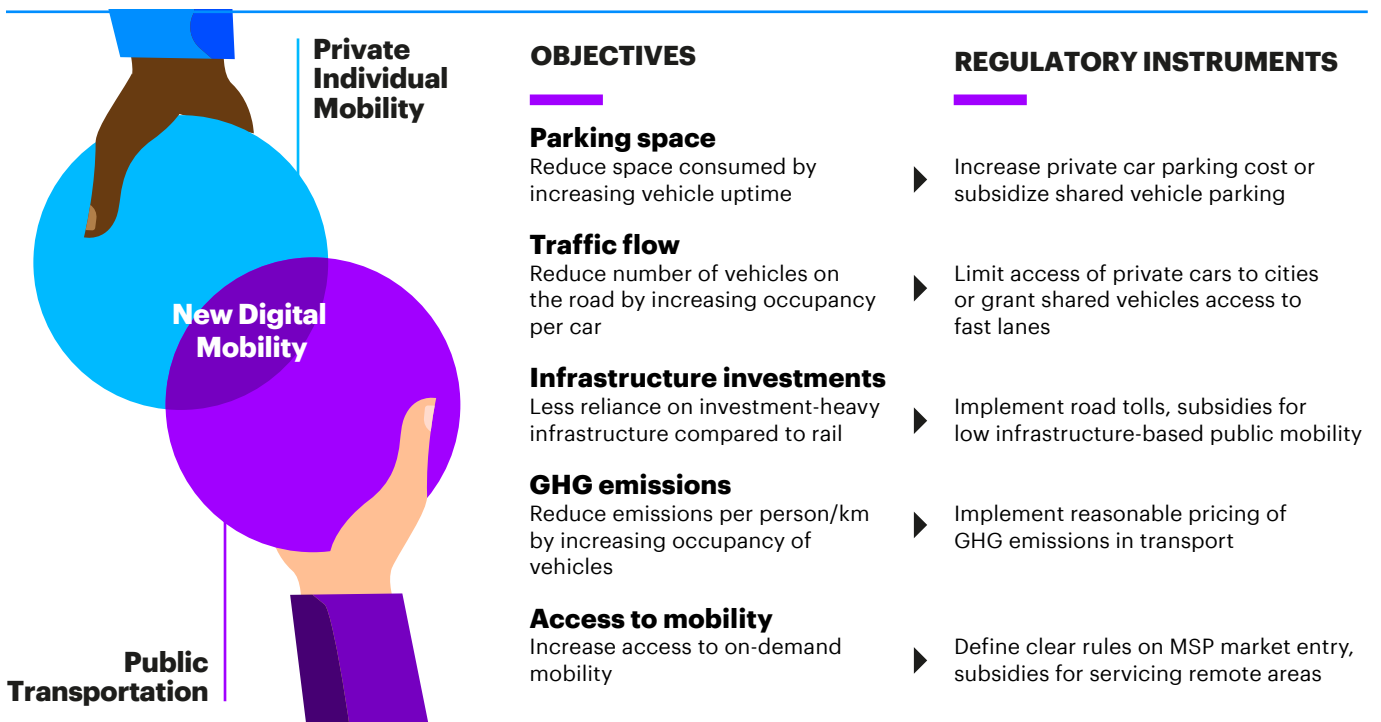 Private
Individual
Mobility
New Digital
Mobility
Public
Transportation
OBJECTIVES
REGULATORY INSTRUMENTS
Parking space
Reduce space consumed by
increasing vehicle uptime
Increase private car parking cost or
subsidize shared vehicle parking
Traffic flow
Reduce number of vehicles on
the road by increasing occupancy
per car
Limit access of private cars to cities
or grant shared vehicles access to
fast lanes
Infrastructure investments
Less reliance on investment-heavy
infrastructure compared to rail
Implement road tolls, subsidies for
low infrastructure-based public mobility
GHG emissions
Reduce emissions per person/km
by increasing occupancy of
vehicles
Implement reasonable pricing of
GHG emissions in transport
Access to mobility
Increase access to on-demand
mobility
Define clear rules on MSP market entry,
subsidies for servicing remote areas